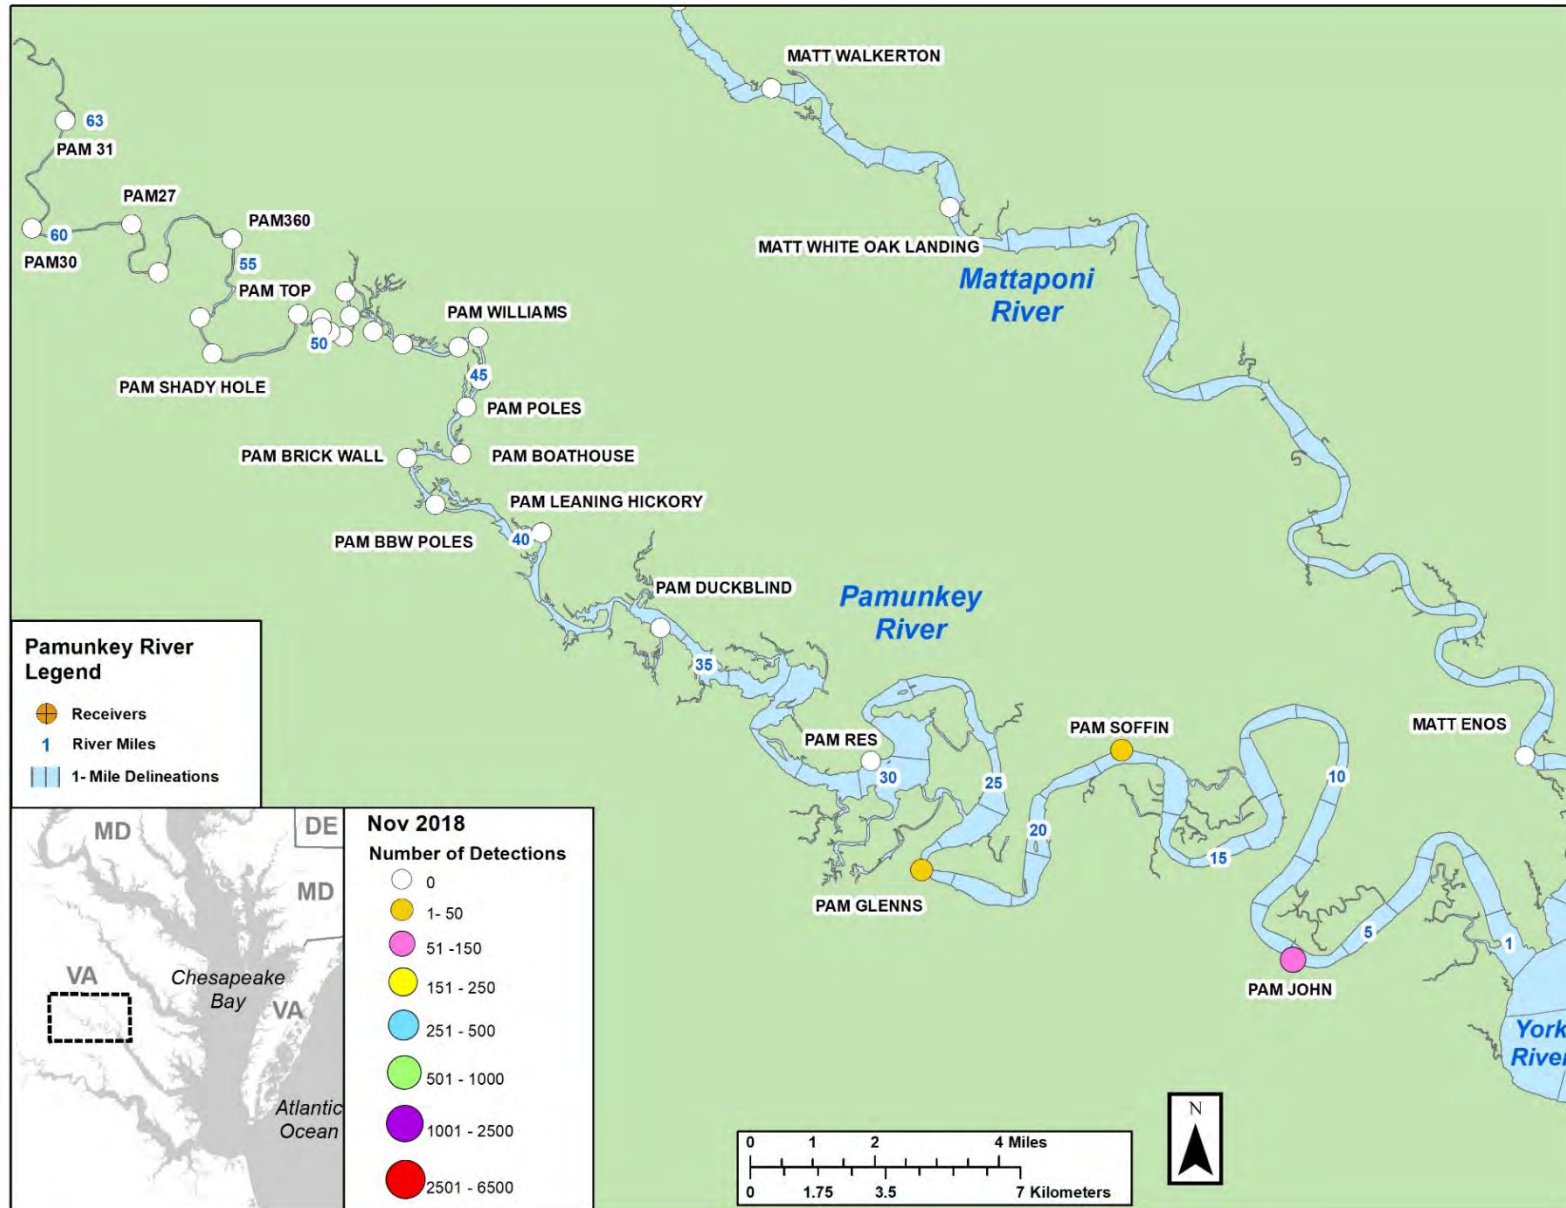 MATT WALKERTON
63
PAM 31
PAM27
PAM360
60
PAM30
55
MATT WHITE OAK LANDING
Mattaponi
River
PAM TOP
PAM WILLIAMS
50
45
PAM SHADY HOLE
PAM POLES
PAM BRICK WALL
PAM BOATHOUSE
PAM LEANING HICKORY
40
PAM BBW POLES
PAM DUCKBLIND
Pamunkey
River
35
PAM RES
30
25
PAM SOFFIN
MATT ENOS
10
20
15
PAM GLENNS
5
1
PAM JOHN
York
River
Pamunkey River
Legend
Receivers
1 River Miles
1- Mile Delineations
MD
DE
MD
VA
Chesapeake
Bay
VA
Atlantic
Ocean
Nov 2018
Number of Detections
0
1- 50
51 -150
151 - 250
251 - 500
501 - 1000
1001 - 2500
2501 - 6500
0 1 2 4 Miles
0 1.75 3.5 7 Kilometers
N